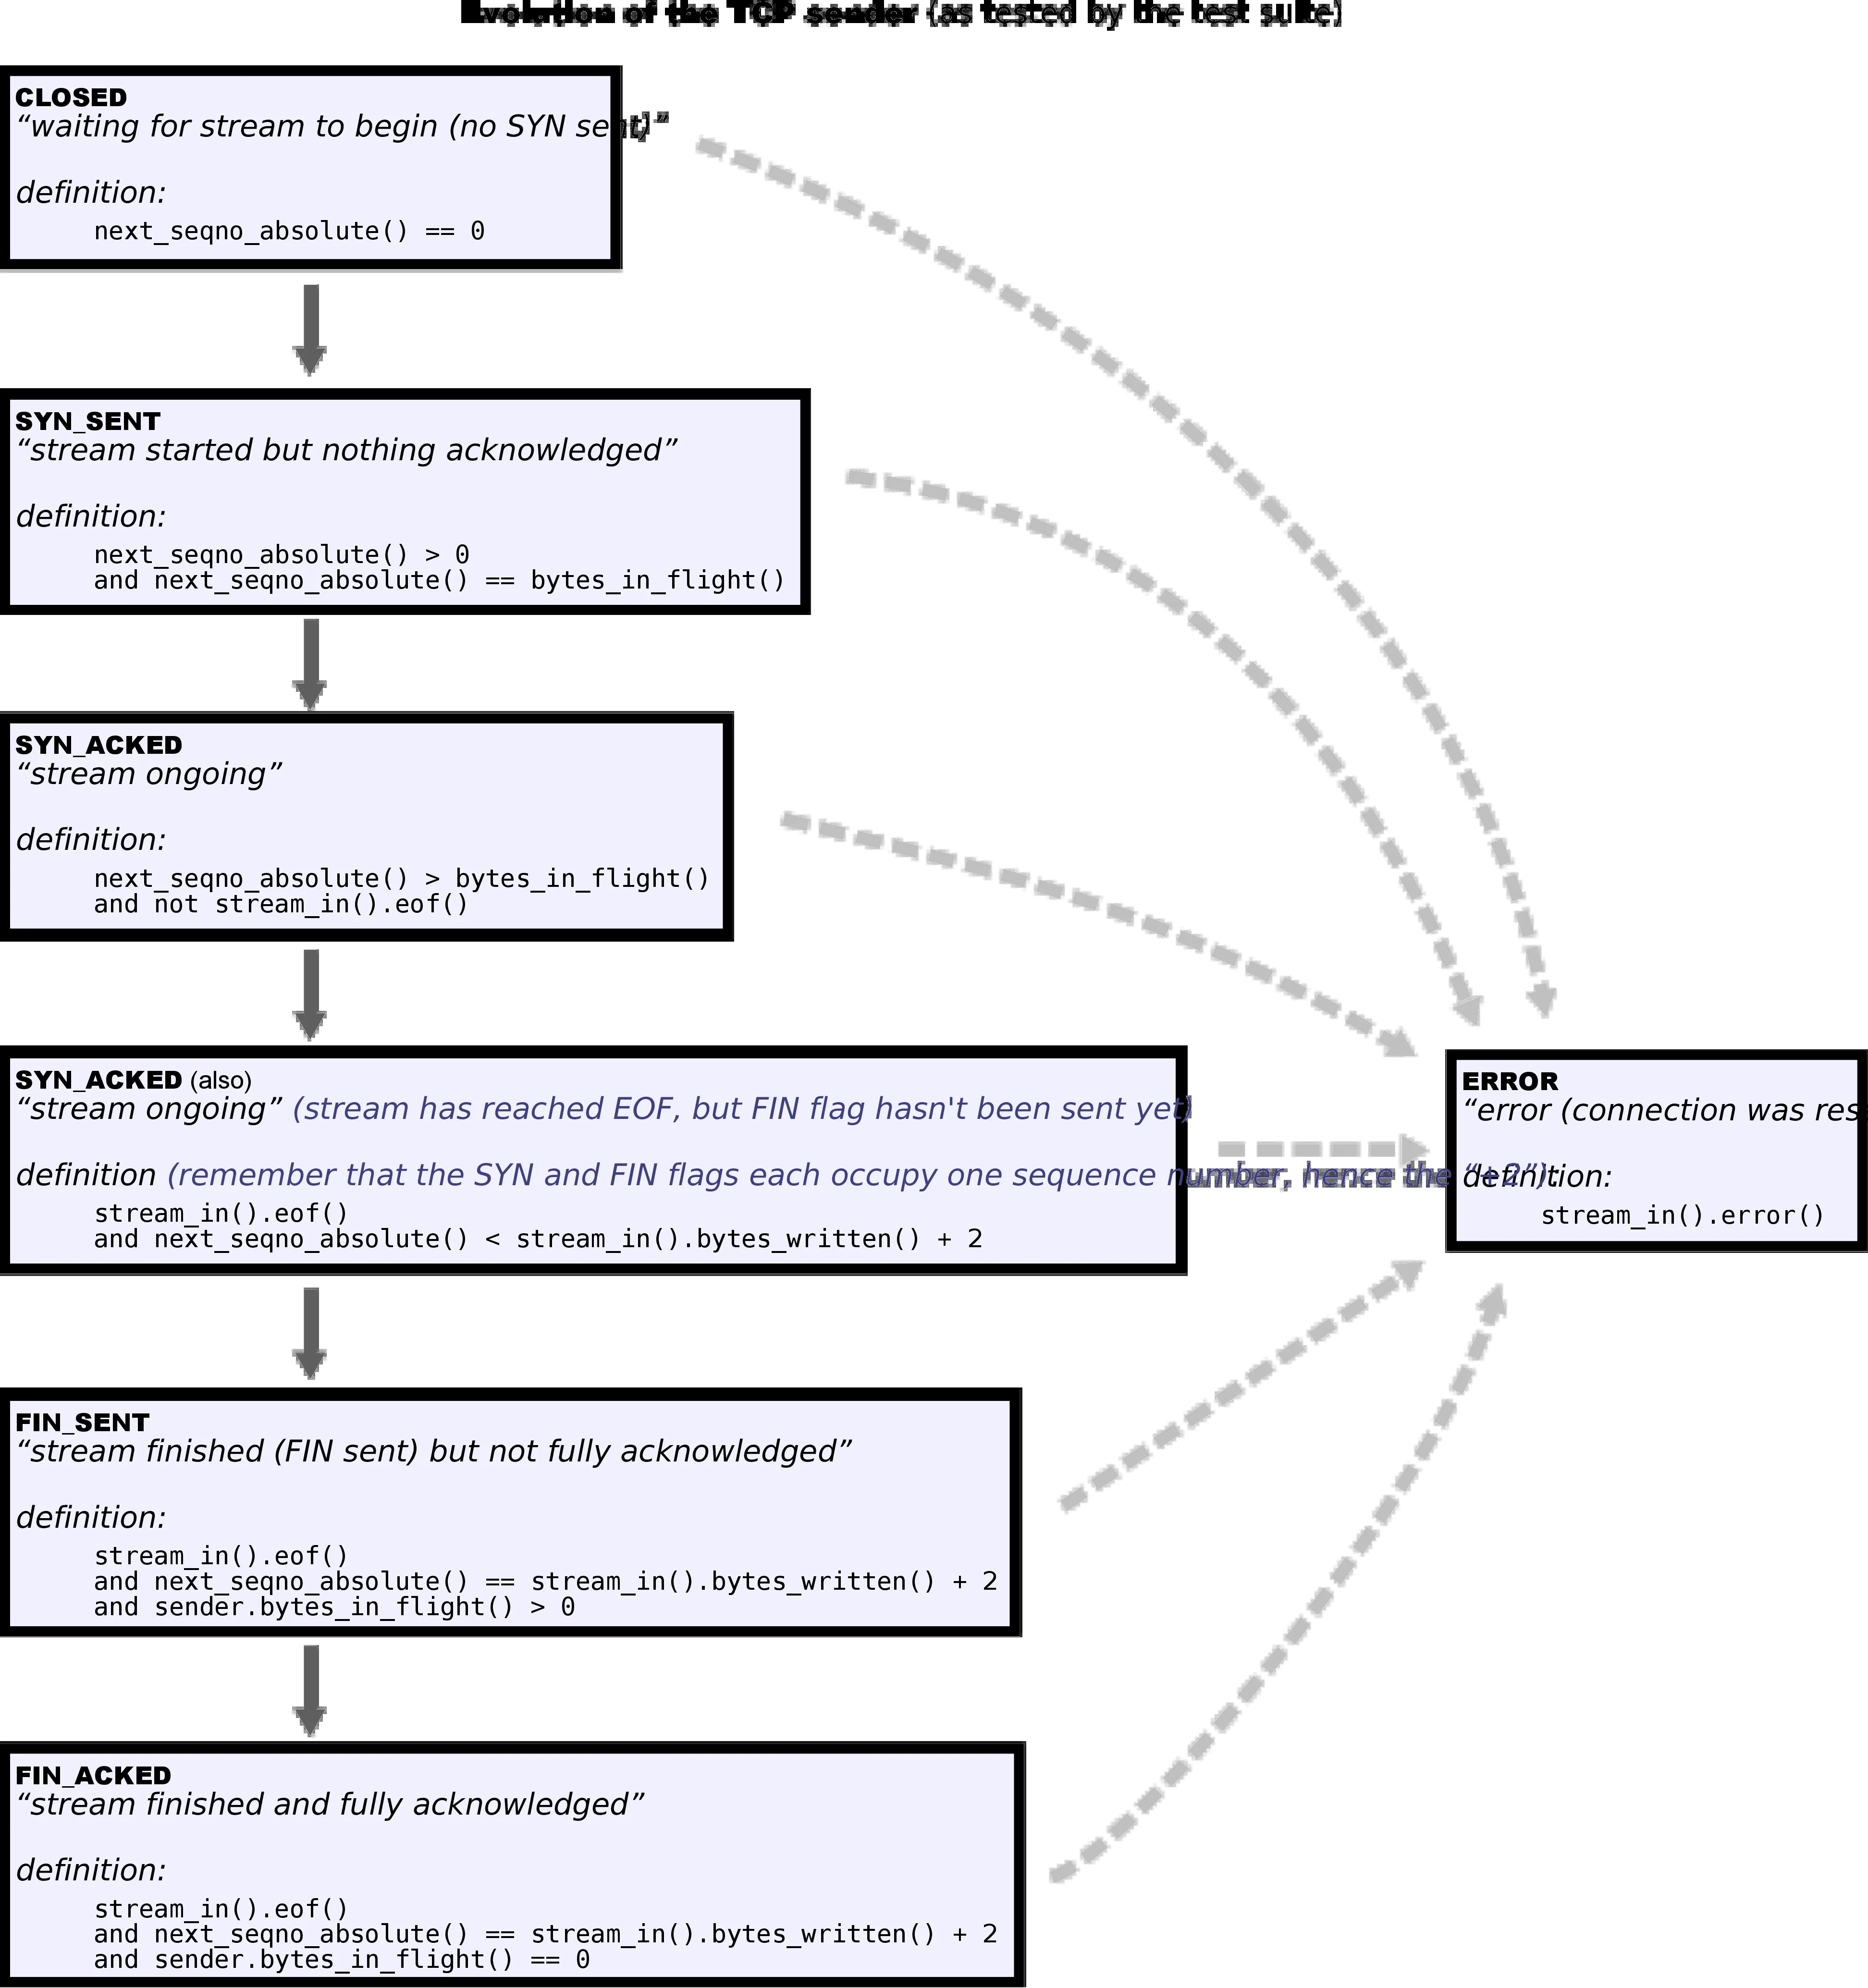 Evolution of the TCP sender (as tested by the test suite)
CLOSED
“waiting for stream to begin (no SYN sent)”
definition:
next_seqno_absolute() == 0
SYN_SENT
“stream started but nothing acknowledged”
definition:
next_seqno_absolute() > 0
and next_seqno_absolute() == bytes_in_flight()
SYN_ACKED
“stream ongoing”
definition:
next_seqno_absolute() > bytes_in_flight()
and not stream_in().eof()
SYN_ACKED (also)
“stream ongoing” (stream has reached EOF, but FIN flag hasn't been sent yet)
definition (remember that the SYN and FIN flags each occupy one sequence number, hence the “+2”):
stream_in().eof()
and next_seqno_absolute() < stream_in().bytes_written() + 2
ERROR
“error (connection was res
definition:
stream_in().error()
FIN_SENT
“stream finished (FIN sent) but not fully acknowledged”
definition:
stream_in().eof()
and next_seqno_absolute() == stream_in().bytes_written() + 2
and sender.bytes_in_flight() > 0
FIN_ACKED
“stream finished and fully acknowledged”
definition:
stream_in().eof()
and next_seqno_absolute() == stream_in().bytes_written() + 2
and sender.bytes_in_flight() == 0